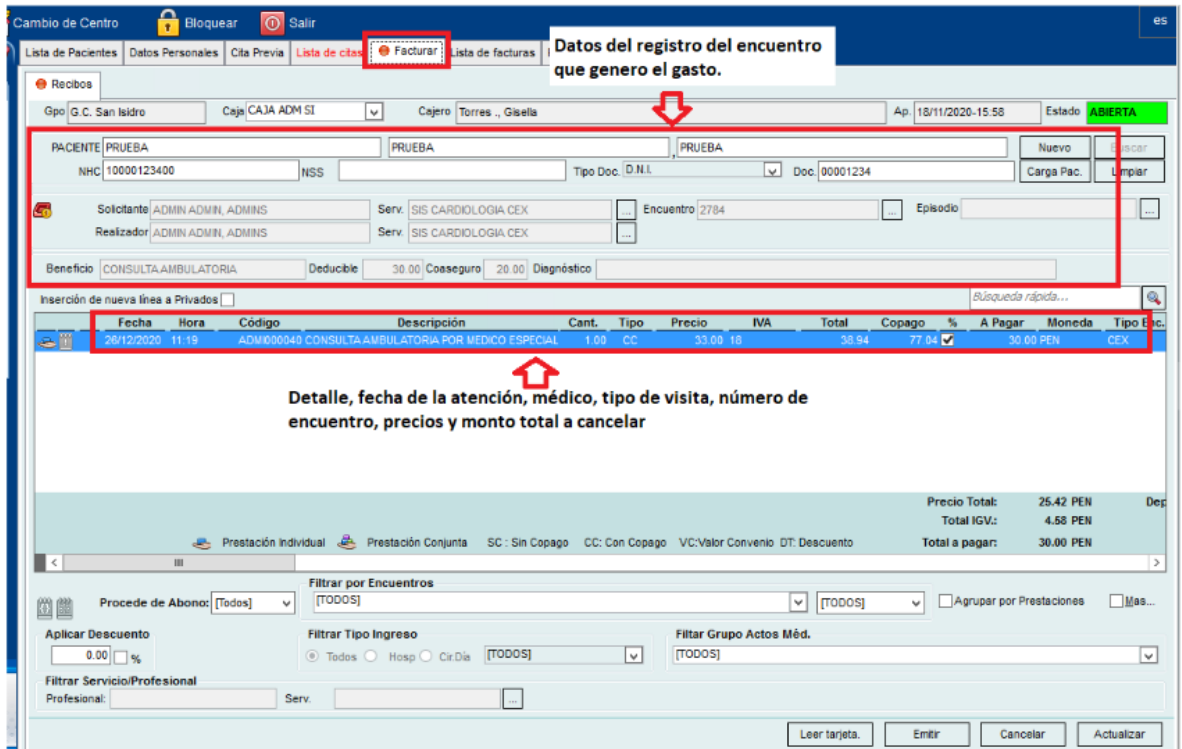 Cambio de Centro Bloquear Salir es
Lista de Pacientes Datos Personales Cita Previa Lista de citas Facturar Lista de facturas
Datos del registro del encuentro
que genero el gasto.
Recibos
Gpo G.C. San Isidro Caja CAJA ADM SI Cajero Torres ., Gisella Ap. 18/11/2020-15:58 Estado ABIERTA
PACIENTE PRUEBA PRUEBA , PRUEBA Nuevo Buscar
NHC 10000123400 NSS Tipo Doc. D.N.I. Doc. 00001234 Carga Pac. Limpiar
Solicitante ADMIN ADMIN, ADMINS Serv. SIS CARDIOLOGIA CEX ... Encuentro 2784 ... Episodio ...
Realizador ADMIN ADMIN, ADMINS Serv. SIS CARDIOLOGIA CEX ...
Beneficio CONSULTA AMBULATORIA Deducible 30.00 Coaseguro 20.00 Diagnóstico
Inserción de nueva línea a Privados Búsqueda rápida...
Fecha Hora Código Descripción Cant. Tipo Precio IVA Total Copago % A Pagar Moneda Tipo Enc.
26/12/2020 11:19 ADMI000040 CONSULTA AMBULATORIA POR MEDICO ESPECIAL 1.00 CC 33.00 18 38.94 77.04 30.00 PEN CEX
Detalle, fecha de la atención, médico, tipo de visita, número de
encuentro, precios y monto total a cancelar
Precio Total: 25.42 PEN Dep
Total IGV.: 4.58 PEN
Prestación Individual Prestación Conjunta SC : Sin Copago CC: Con Copago VC:Valor Convenio DT: Descuento Total a pagar: 30.00 PEN
Filtrar por Encuentros
Procede de Abono: [Todos] [TODOS] [TODOS] Agrupar por Prestaciones Mas...
Aplicar Descuento Filtrar Tipo Ingreso Filtar Grupo Actos Méd.
0.00 % Todos Hosp Cir.Día [TODOS] [TODOS]
Filtrar Servicio/Profesional
Profesional: Serv. ...
Leer tarjeta. Emitir Cancelar Actualizar